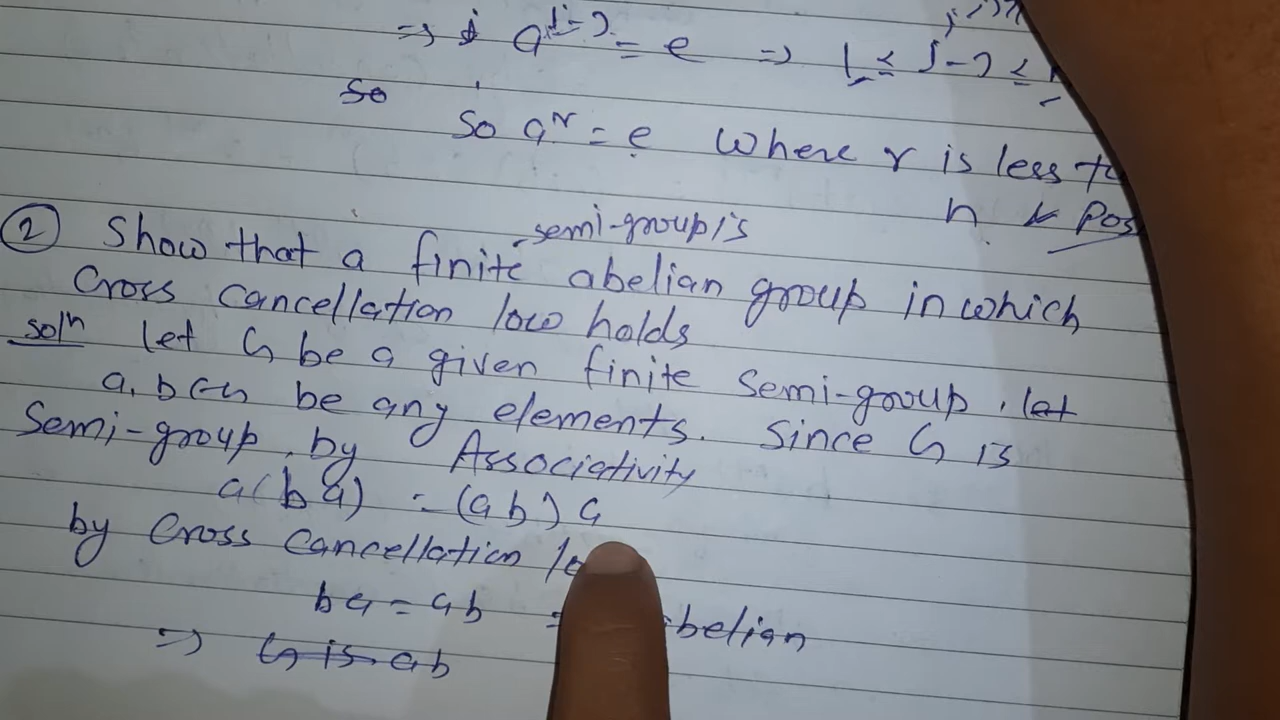 => a^{j-i} = e => 1 ≤ j-i ≤
So
So a^r = e where r is less
n & Pos
② Show that a finite semi-group is abelian group in which
Cross cancellation law holds
soln let G be a given finite semi-group. let
a, b ∈ G be any elements. Since G is
Semi-group, by Associativity
a(ba) = (ab)a
by Cross Cancellation
ba = ab belian
=> G is ab